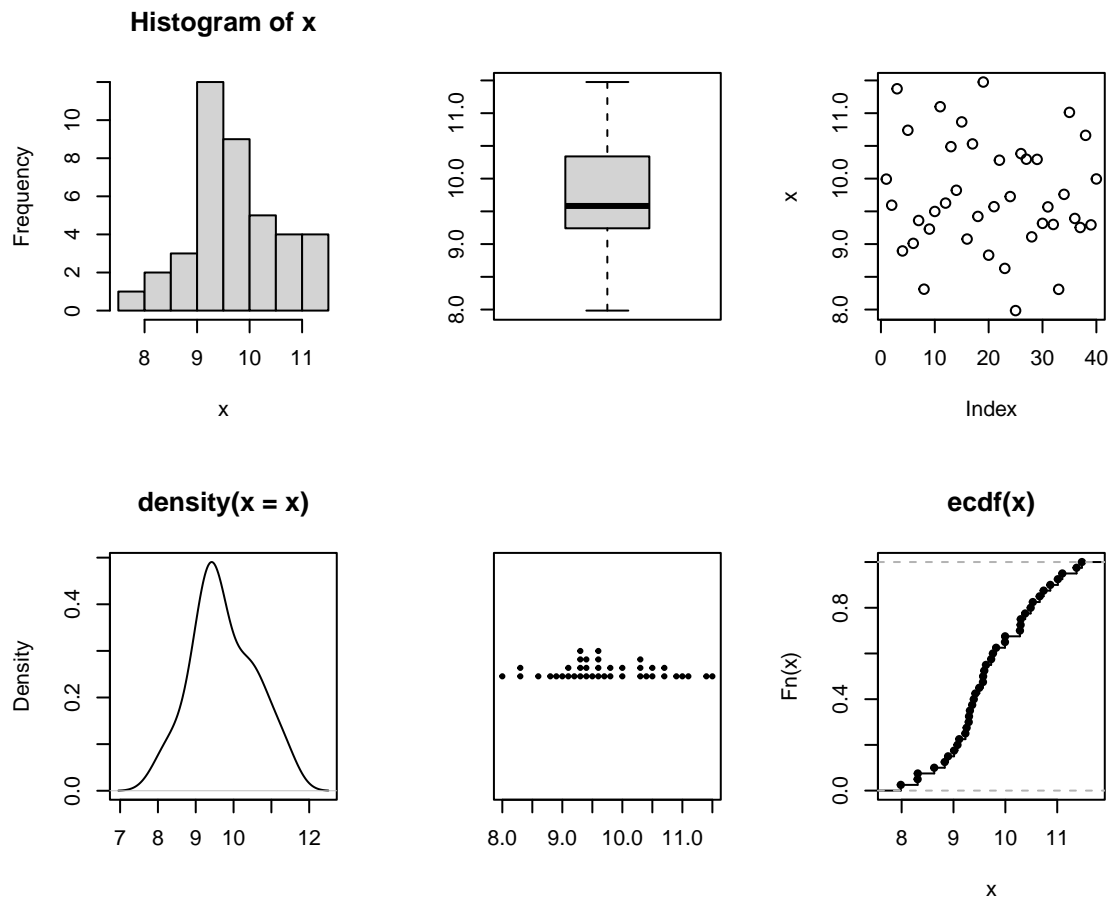 Histogram of x
Frequency
0 2 4 6 8 10
8 9 10 11
x
8.0 9.0 10.0 11.0
x
8.0 9.0 10.0 11.0
0 10 20 30 40
Index
density(x = x)
Density
0.0 0.2 0.4
7 8 9 10 12
8.0 9.0 10.0 11.0
ecdf(x)
Fn(x)
0.0 0.4 0.8
8 9 10 11
x